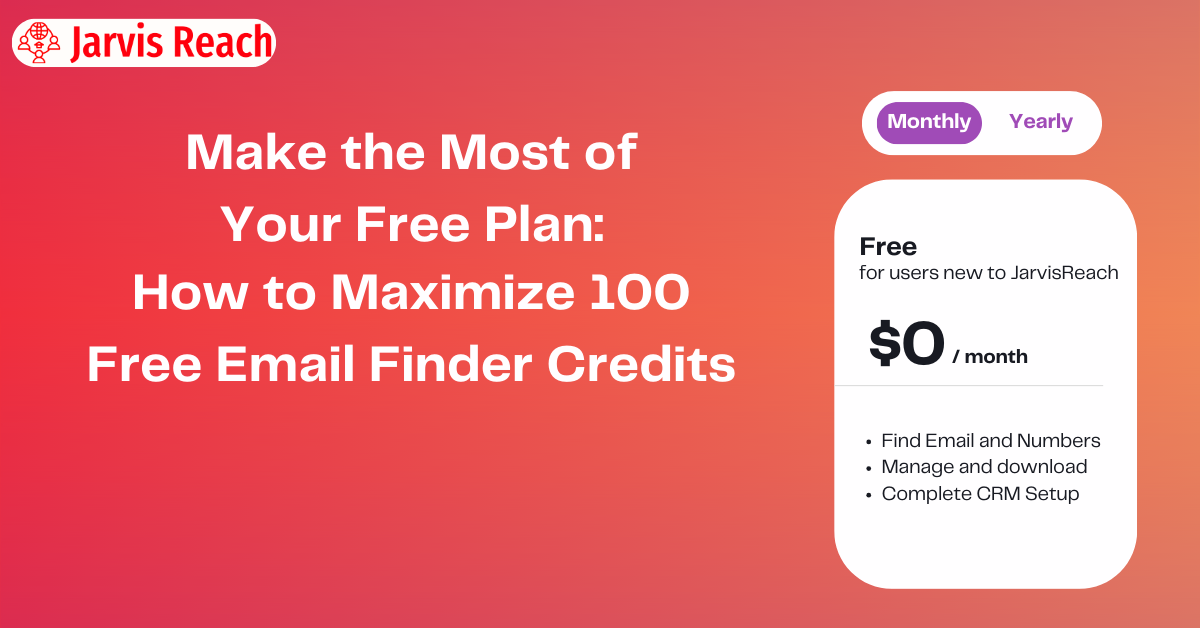 Jarvis Reach
Make the Most of
Your Free Plan:
How to Maximize 100
Free Email Finder Credits
Monthly Yearly
Free
for users new to JarvisReach
$0 / month
• Find Email and Numbers
• Manage and download
• Complete CRM Setup